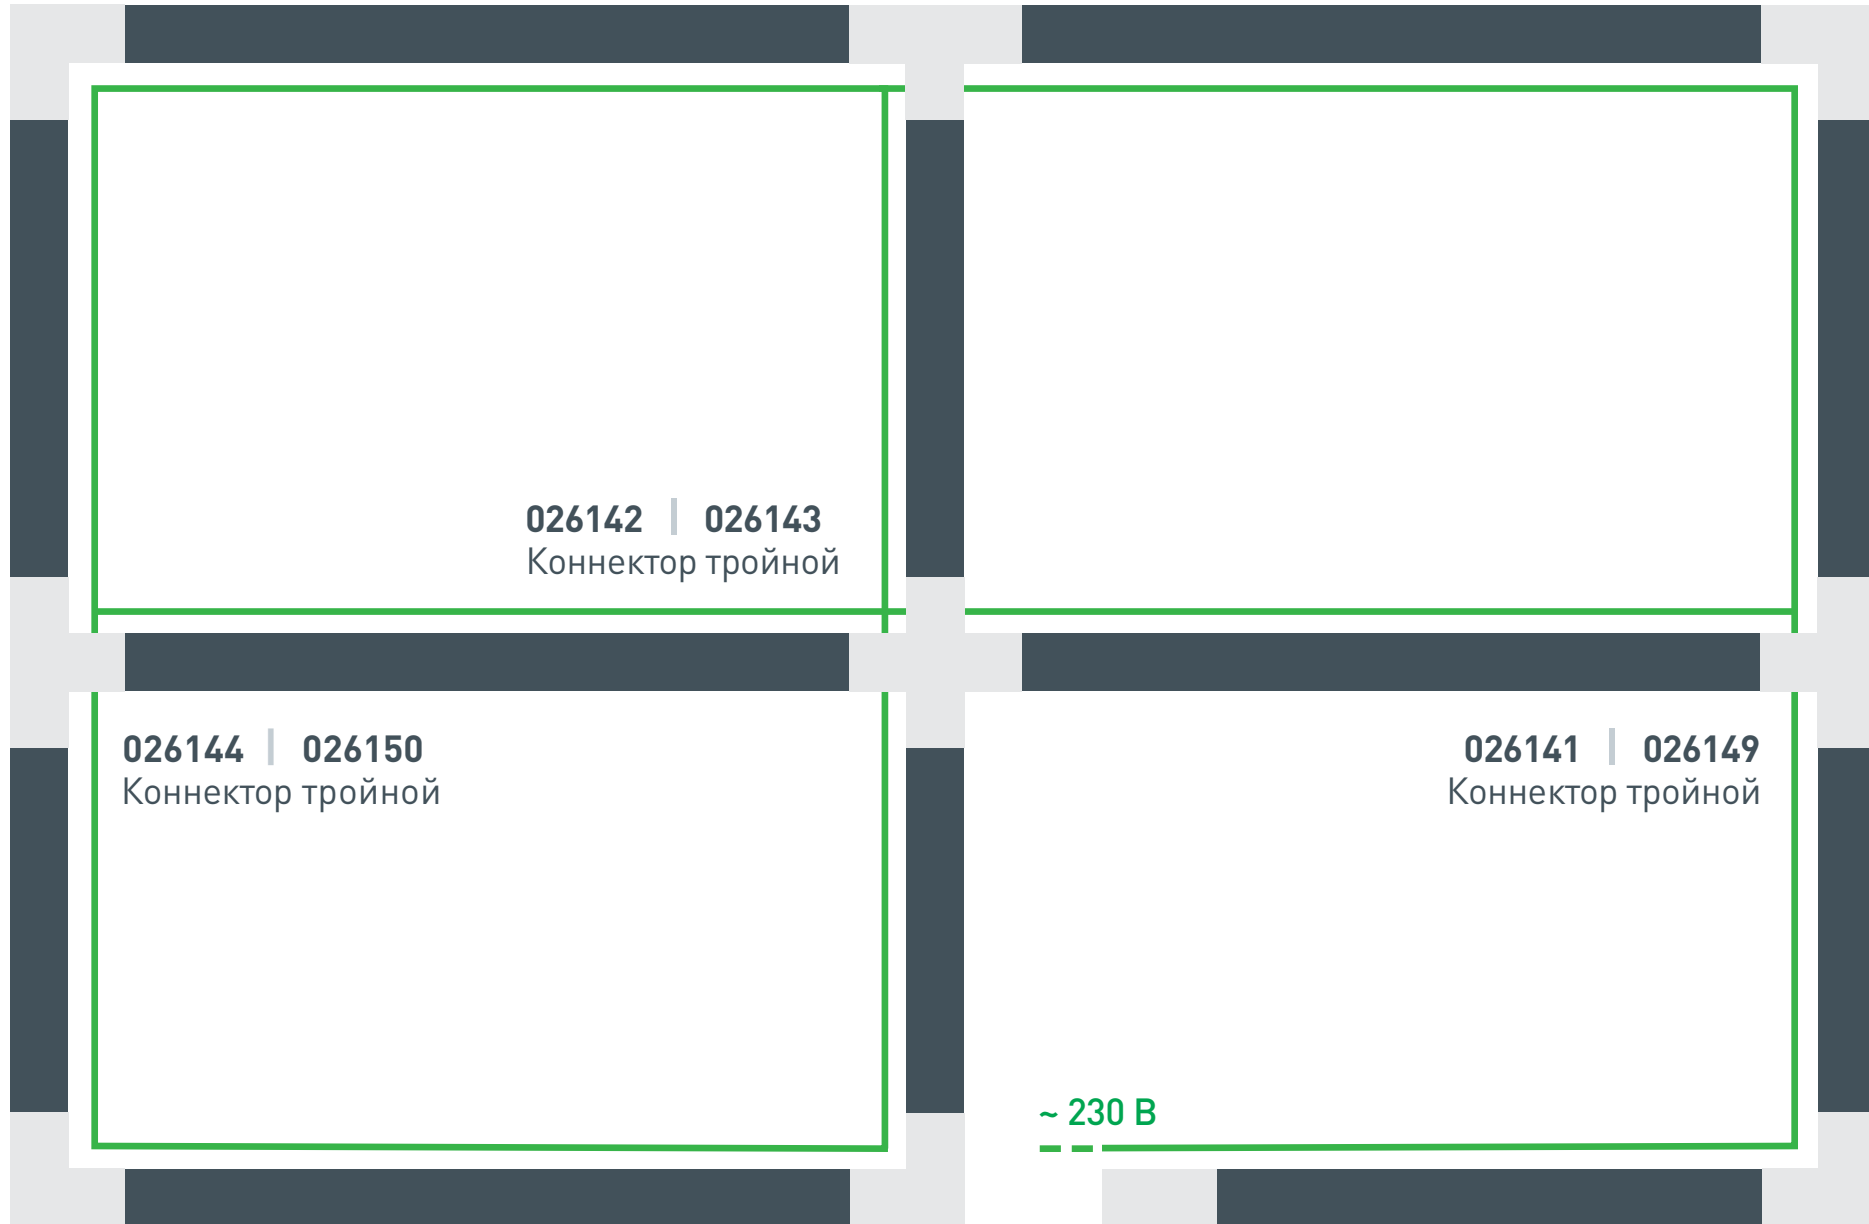 026142 | 026143
Коннектор тройной
026144 | 026150
Коннектор тройной
026141 | 026149
Коннектор тройной
~ 230 В